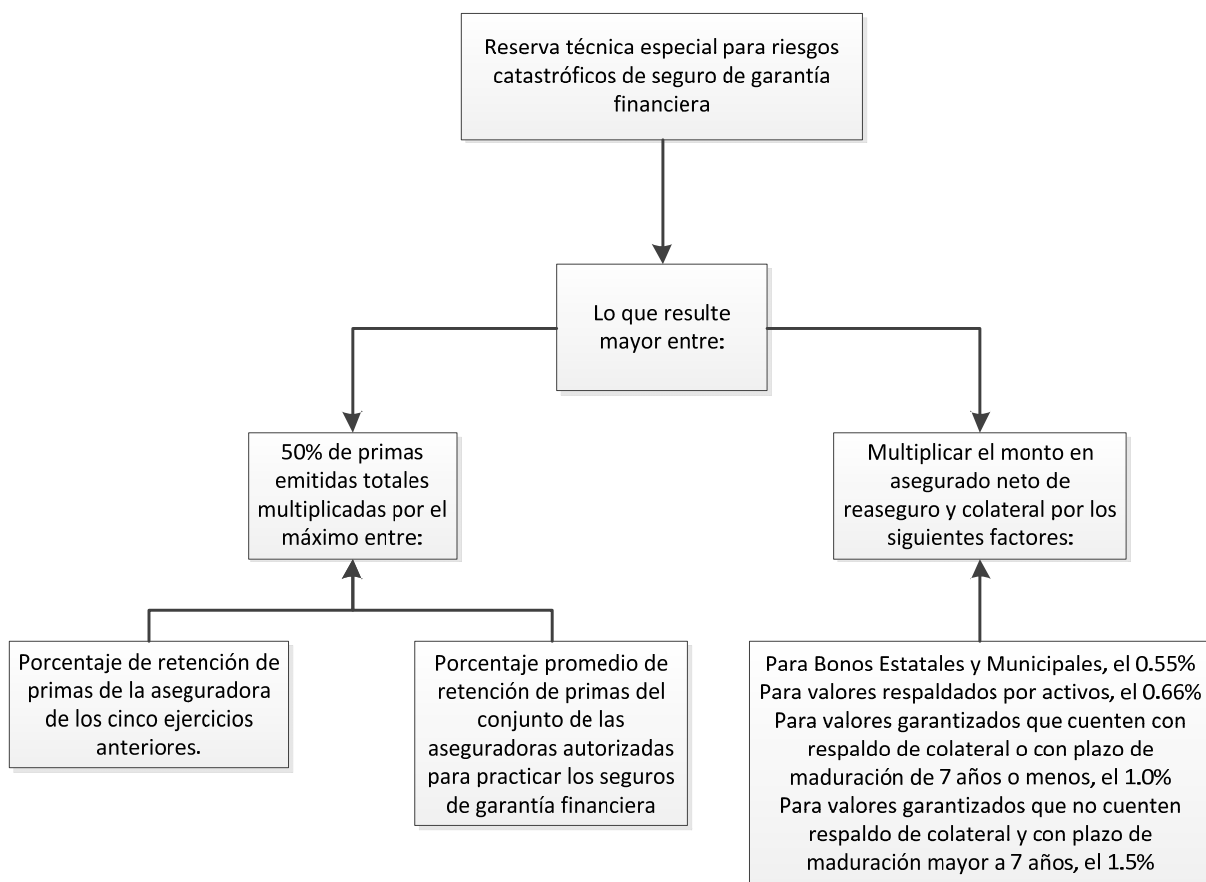 Reserva técnica especial para riesgos
catastróficos de seguro de garantía
financiera
Lo que resulte
mayor entre:
50% de primas
emitidas totales
multiplicadas por el
máximo entre:
Multiplicar el monto en
asegurado neto de
reaseguro y colateral por los
siguientes factores:
Porcentaje de retención de
primas de la aseguradora
de los cinco ejercicios
anteriores.
Porcentaje promedio de
retención de primas del
conjunto de las
aseguradoras autorizadas
para practicar los seguros
de garantía financiera
Para Bonos Estatales y Municipales, el 0.55%
Para valores respaldados por activos, el 0.66%
Para valores garantizados que cuenten con
respaldo de colateral o con plazo de
maduración de 7 años o menos, el 1.0%
Para valores garantizados que no cuenten
respaldo de colateral y con plazo de
maduración mayor a 7 años, el 1.5%